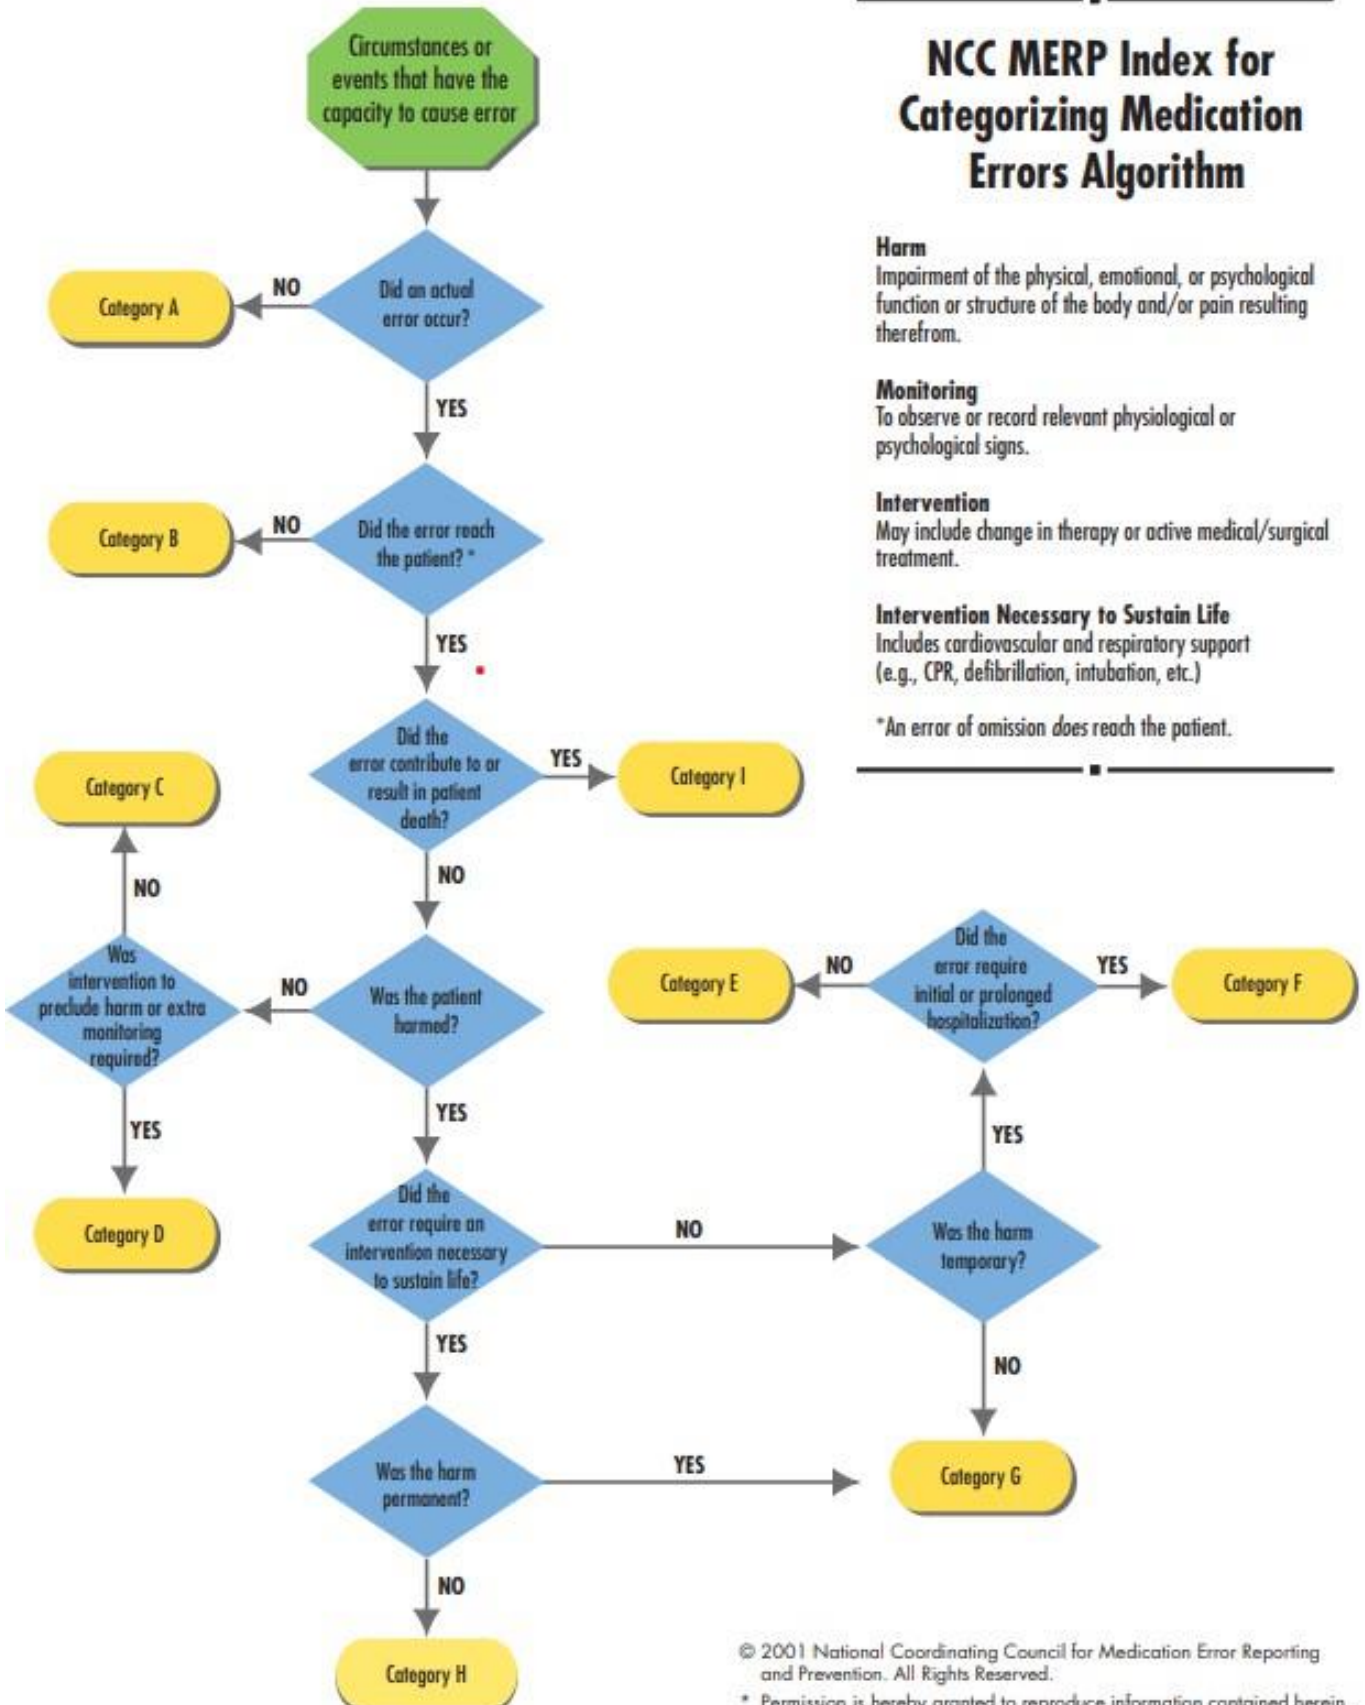 Circumstances or
events that have the
capacity to cause error
NCC MERP Index for
Categorizing Medication
Errors Algorithm
Harm
Impairment of the physical, emotional, or psychological
function or structure of the body and/or pain resulting
therefrom.
Monitoring
To observe or record relevant physiological or
psychological signs.
Intervention
May include change in therapy or active medical/surgical
treatment.
Intervention Necessary to Sustain Life
Includes cardiovascular and respiratory support
(e.g., CPR, defibrillation, intubation, etc.)
*An error of omission does reach the patient.
Did an actual
error occur?
NO
Category A
YES
Did the error reach
the patient? *
NO
Category B
YES
Did the
error contribute to or
result in patient
death?
YES
Category I
NO
Was the patient
harmed?
NO
Was
intervention to
preclude harm or extra
monitoring
required?
NO
Category C
YES
Category D
YES
Did the
error require an
intervention necessary
to sustain life?
NO
Was the harm
temporary?
YES
Did the
error require
initial or prolonged
hospitalization?
NO
Category E
YES
Category F
NO
Category G
YES
Was the harm
permanent?
YES
NO
Category H
© 2001 National Coordinating Council for Medication Error Reporting
and Prevention. All Rights Reserved.
* Permission is hereby granted to reproduce information contained herein